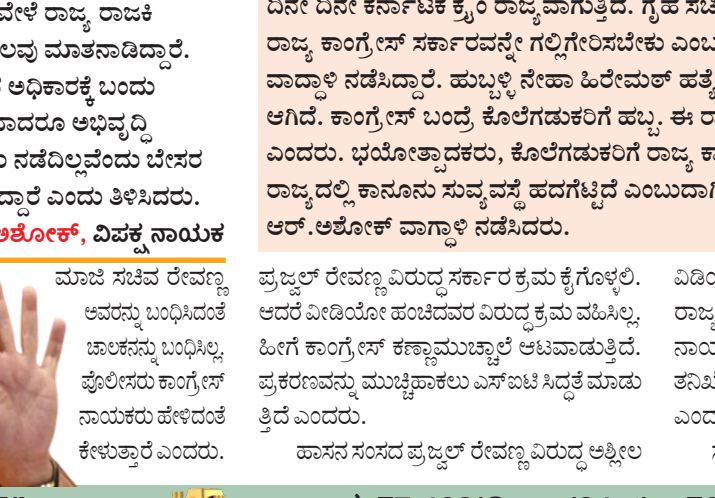 ವೇಳೆ ರಾಜ್ಯ ರಾಜಕಿ
ಲವು ಮಾತನಾಡಿದ್ದಾರೆ.
ಅಧಿಕಾರಕ್ಕೆ ಬಂದು
ಾದರೂ ಅಭಿವೃದ್ಧಿ
ನಡೆದಿಲ್ಲವೆಂದು ಬೇಸರ
ದ್ದಾರೆ ಎಂದು ತಿಳಿಸಿದರು.
ಅಶೋಕ್, ವಿಪಕ್ಷ ನಾಯಕ
ದಿನೇ ದಿನೇ ಕರ್ನಾಟಕ ಕ್ರೈಂ ರಾಜ್ಯವಾಗುತ್ತಿದೆ. ಗೃಹ ಸಚಿ
ರಾಜ್ಯ ಕಾಂಗ್ರೇಸ್ ಸರ್ಕಾರವನ್ನೇ ಗಲ್ಲಿಗೇರಿಸಬೇಕು ಎಂಬ
ವಾದ್ಧಾಳಿ ನಡೆಸಿದ್ದಾರೆ. ಹುಬ್ಬಳ್ಳಿ ನೇಹಾ ಹಿರೇಮಠ್ ಹತ್ಯೆ
ಆಗಿದೆ. ಕಾಂಗ್ರೇಸ್ ಬಂದ್ರೆ ಕೊಲೆಗಡುಕರಿಗೆ ಹಬ್ಬ. ಈ ರಾ
ಎಂದರು. ಭಯೋತ್ಪಾದಕರು, ಕೊಲೆಗಡುಕರಿಗೆ ರಾಜ್ಯ ಕಾ
ರಾಜ್ಯದಲ್ಲಿ ಕಾನೂನು ಸುವ್ಯವಸ್ಥೆ ಹದಗೆಟ್ಟಿದೆ ಎಂಬುದಾಗಿ
ಆರ್.ಅಶೋಕ್ ವಾಗ್ಧಾಳಿ ನಡೆಸಿದರು.
ಮಾಜಿ ಸಚಿವ ರೇವಣ್ಣ
ಅವರನ್ನು ಬಂಧಿಸಿದಂತೆ
ಚಾಲಕನನ್ನು ಬಂಧಿಸಿಲ್ಲ.
ಪೊಲೀಸರು ಕಾಂಗ್ರೇಸ್
ನಾಯಕರು ಹೇಳಿದಂತೆ
ಕೇಳುತ್ತಾರೆ ಎಂದರು.
ಪ್ರಜ್ವಲ್ ರೇವಣ್ಣ ವಿರುದ್ಧ ಸರ್ಕಾರ ಕ್ರಮ ಕೈಗೊಳ್ಳಲಿ.
ಆದರೆ ವೀಡಿಯೋ ಹಂಚಿದವರ ವಿರುದ್ಧ ಕ್ರಮ ವಹಿಸಿಲ್ಲ.
ಹೀಗೆ ಕಾಂಗ್ರೇಸ್ ಕಣ್ಣಾಮುಚ್ಚಾಲೆ ಆಟವಾಡುತ್ತಿದೆ.
ಪ್ರಕರಣವನ್ನು ಮುಚ್ಚಿಹಾಕಲು ಎಸ್‌ಐಟಿ ಸಿದ್ಧತೆ ಮಾಡು
ತ್ತಿದೆ ಎಂದರು.
ಹಾಸನ ಸಂಸದ ಪ್ರಜ್ವಲ್ ರೇವಣ್ಣ ವಿರುದ್ಧ ಅಶ್ಲೀಲ
ವಿಡಿಯ
ರಾಜ್ಯ
ನಾಯ
ತನಿಖೆ
ಎಂದ